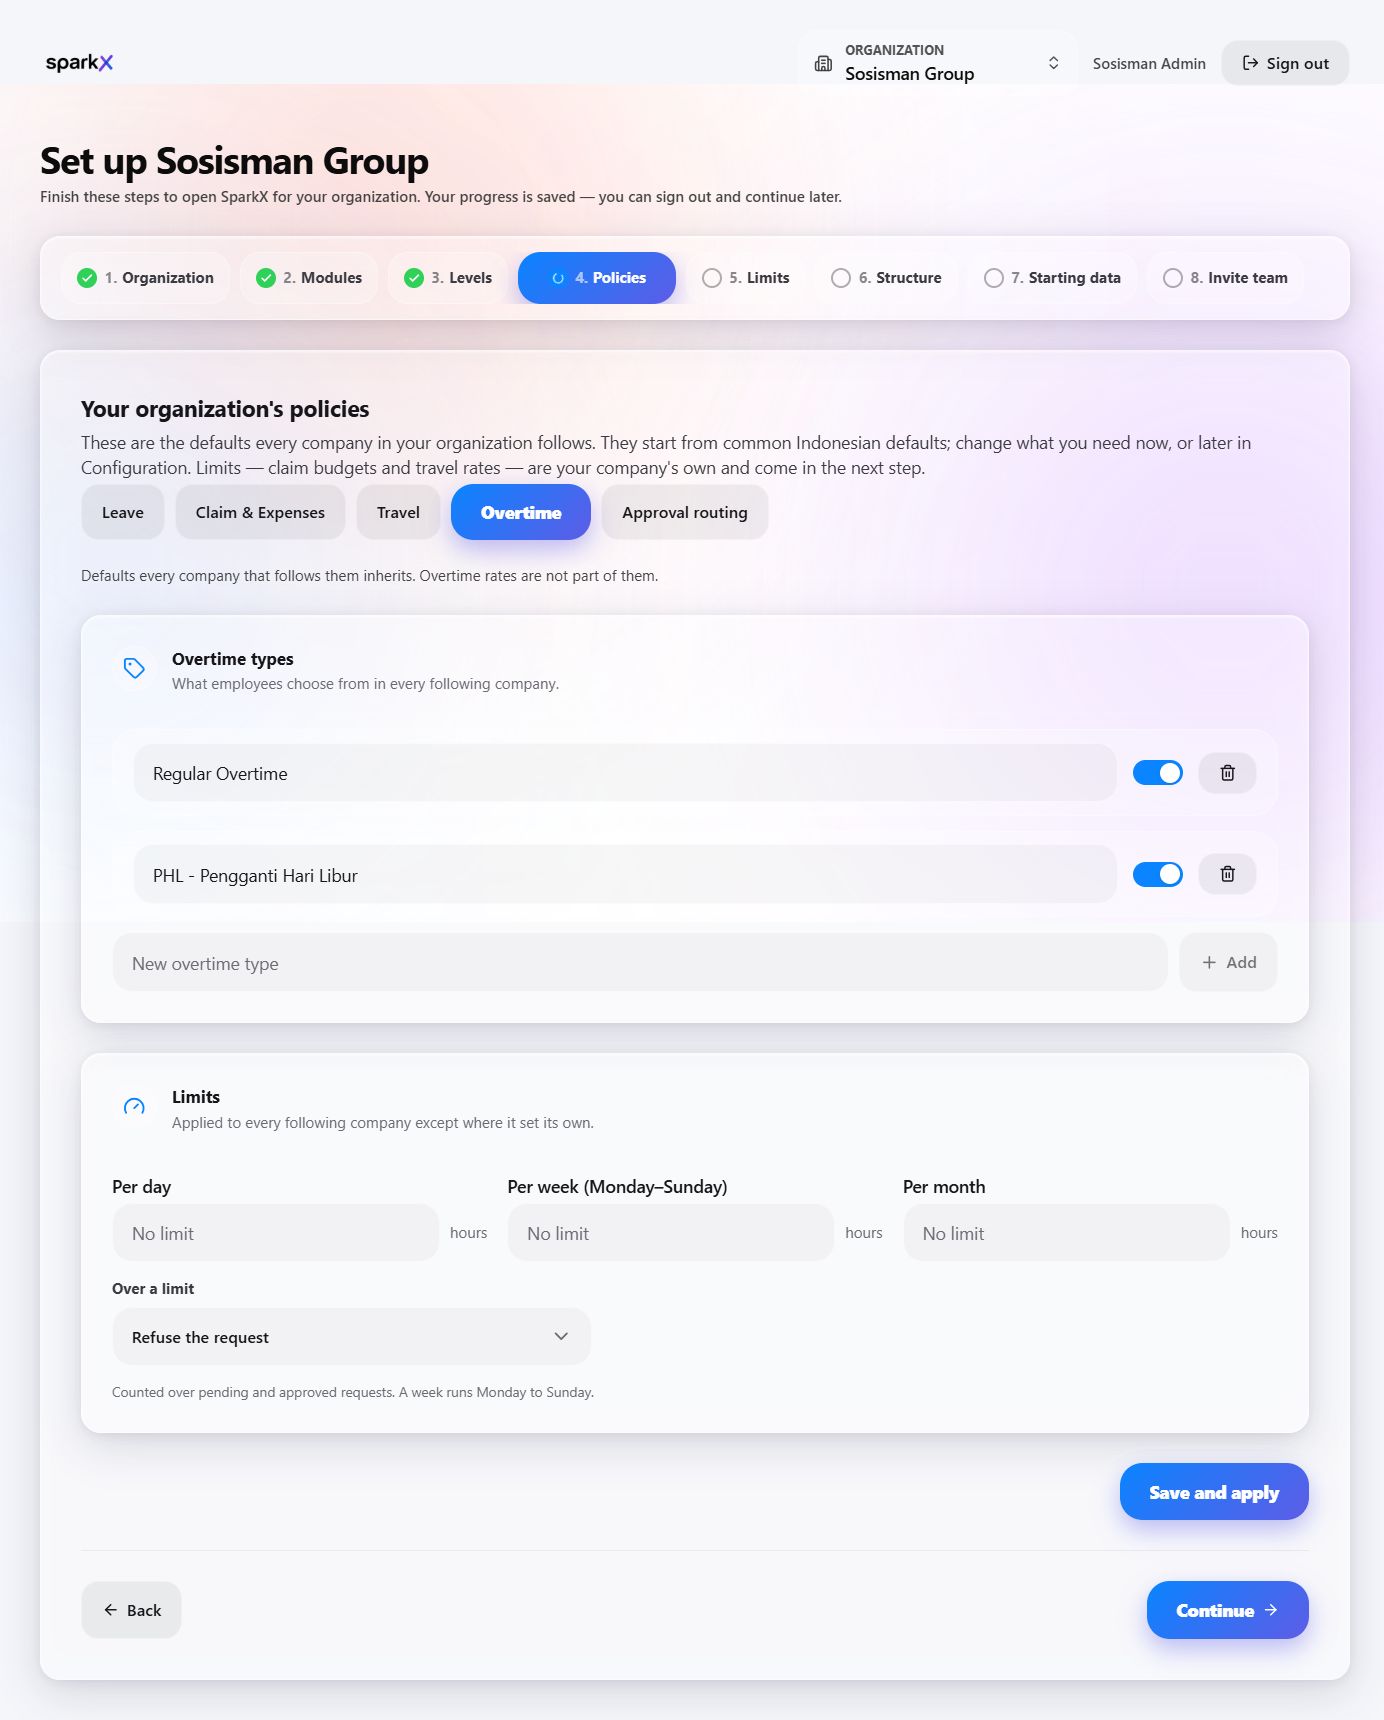 sparkX
ORGANIZATION
Sosisman Group
Sosisman Admin
Sign out
Set up Sosisman Group
Finish these steps to open SparkX for your organization. Your progress is saved — you can sign out and continue later.
1. Organization
2. Modules
3. Levels
4. Policies
5. Limits
6. Structure
7. Starting data
8. Invite team
Your organization's policies
These are the defaults every company in your organization follows. They start from common Indonesian defaults; change what you need now, or later in
Configuration. Limits — claim budgets and travel rates — are your company's own and come in the next step.
Leave
Claim & Expenses
Travel
Overtime
Approval routing
Defaults every company that follows them inherits. Overtime rates are not part of them.
Overtime types
What employees choose from in every following company.
Regular Overtime
PHL - Pengganti Hari Libur
New overtime type
Add
Limits
Applied to every following company except where it set its own.
Per day
Per week (Monday–Sunday)
Per month
No limit
hours
No limit
hours
No limit
hours
Over a limit
Refuse the request
Counted over pending and approved requests. A week runs Monday to Sunday.
Save and apply
Back
Continue